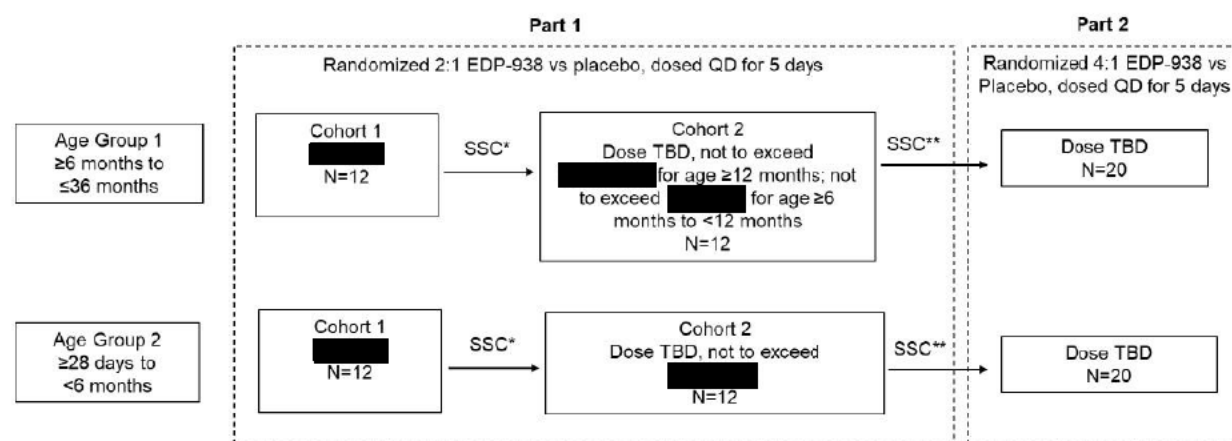 Part 1
Part 2
Randomized 2:1 EDP-938 vs placebo, dosed QD for 5 days
Randomized 4:1 EDP-938 vs
Placebo, dosed QD for 5 days
Age Group 1
≥6 months to
≤36 months
Cohort 1
N=12
SSC*
Cohort 2
Dose TBD, not to exceed
for age ≥12 months; not
to exceed for age ≥6
months to <12 months
N=12
SSC**
Dose TBD
N=20
Age Group 2
≥28 days to
<6 months
Cohort 1
N=12
SSC*
Cohort 2
Dose TBD, not to exceed
N=12
SSC**
Dose TBD
N=20